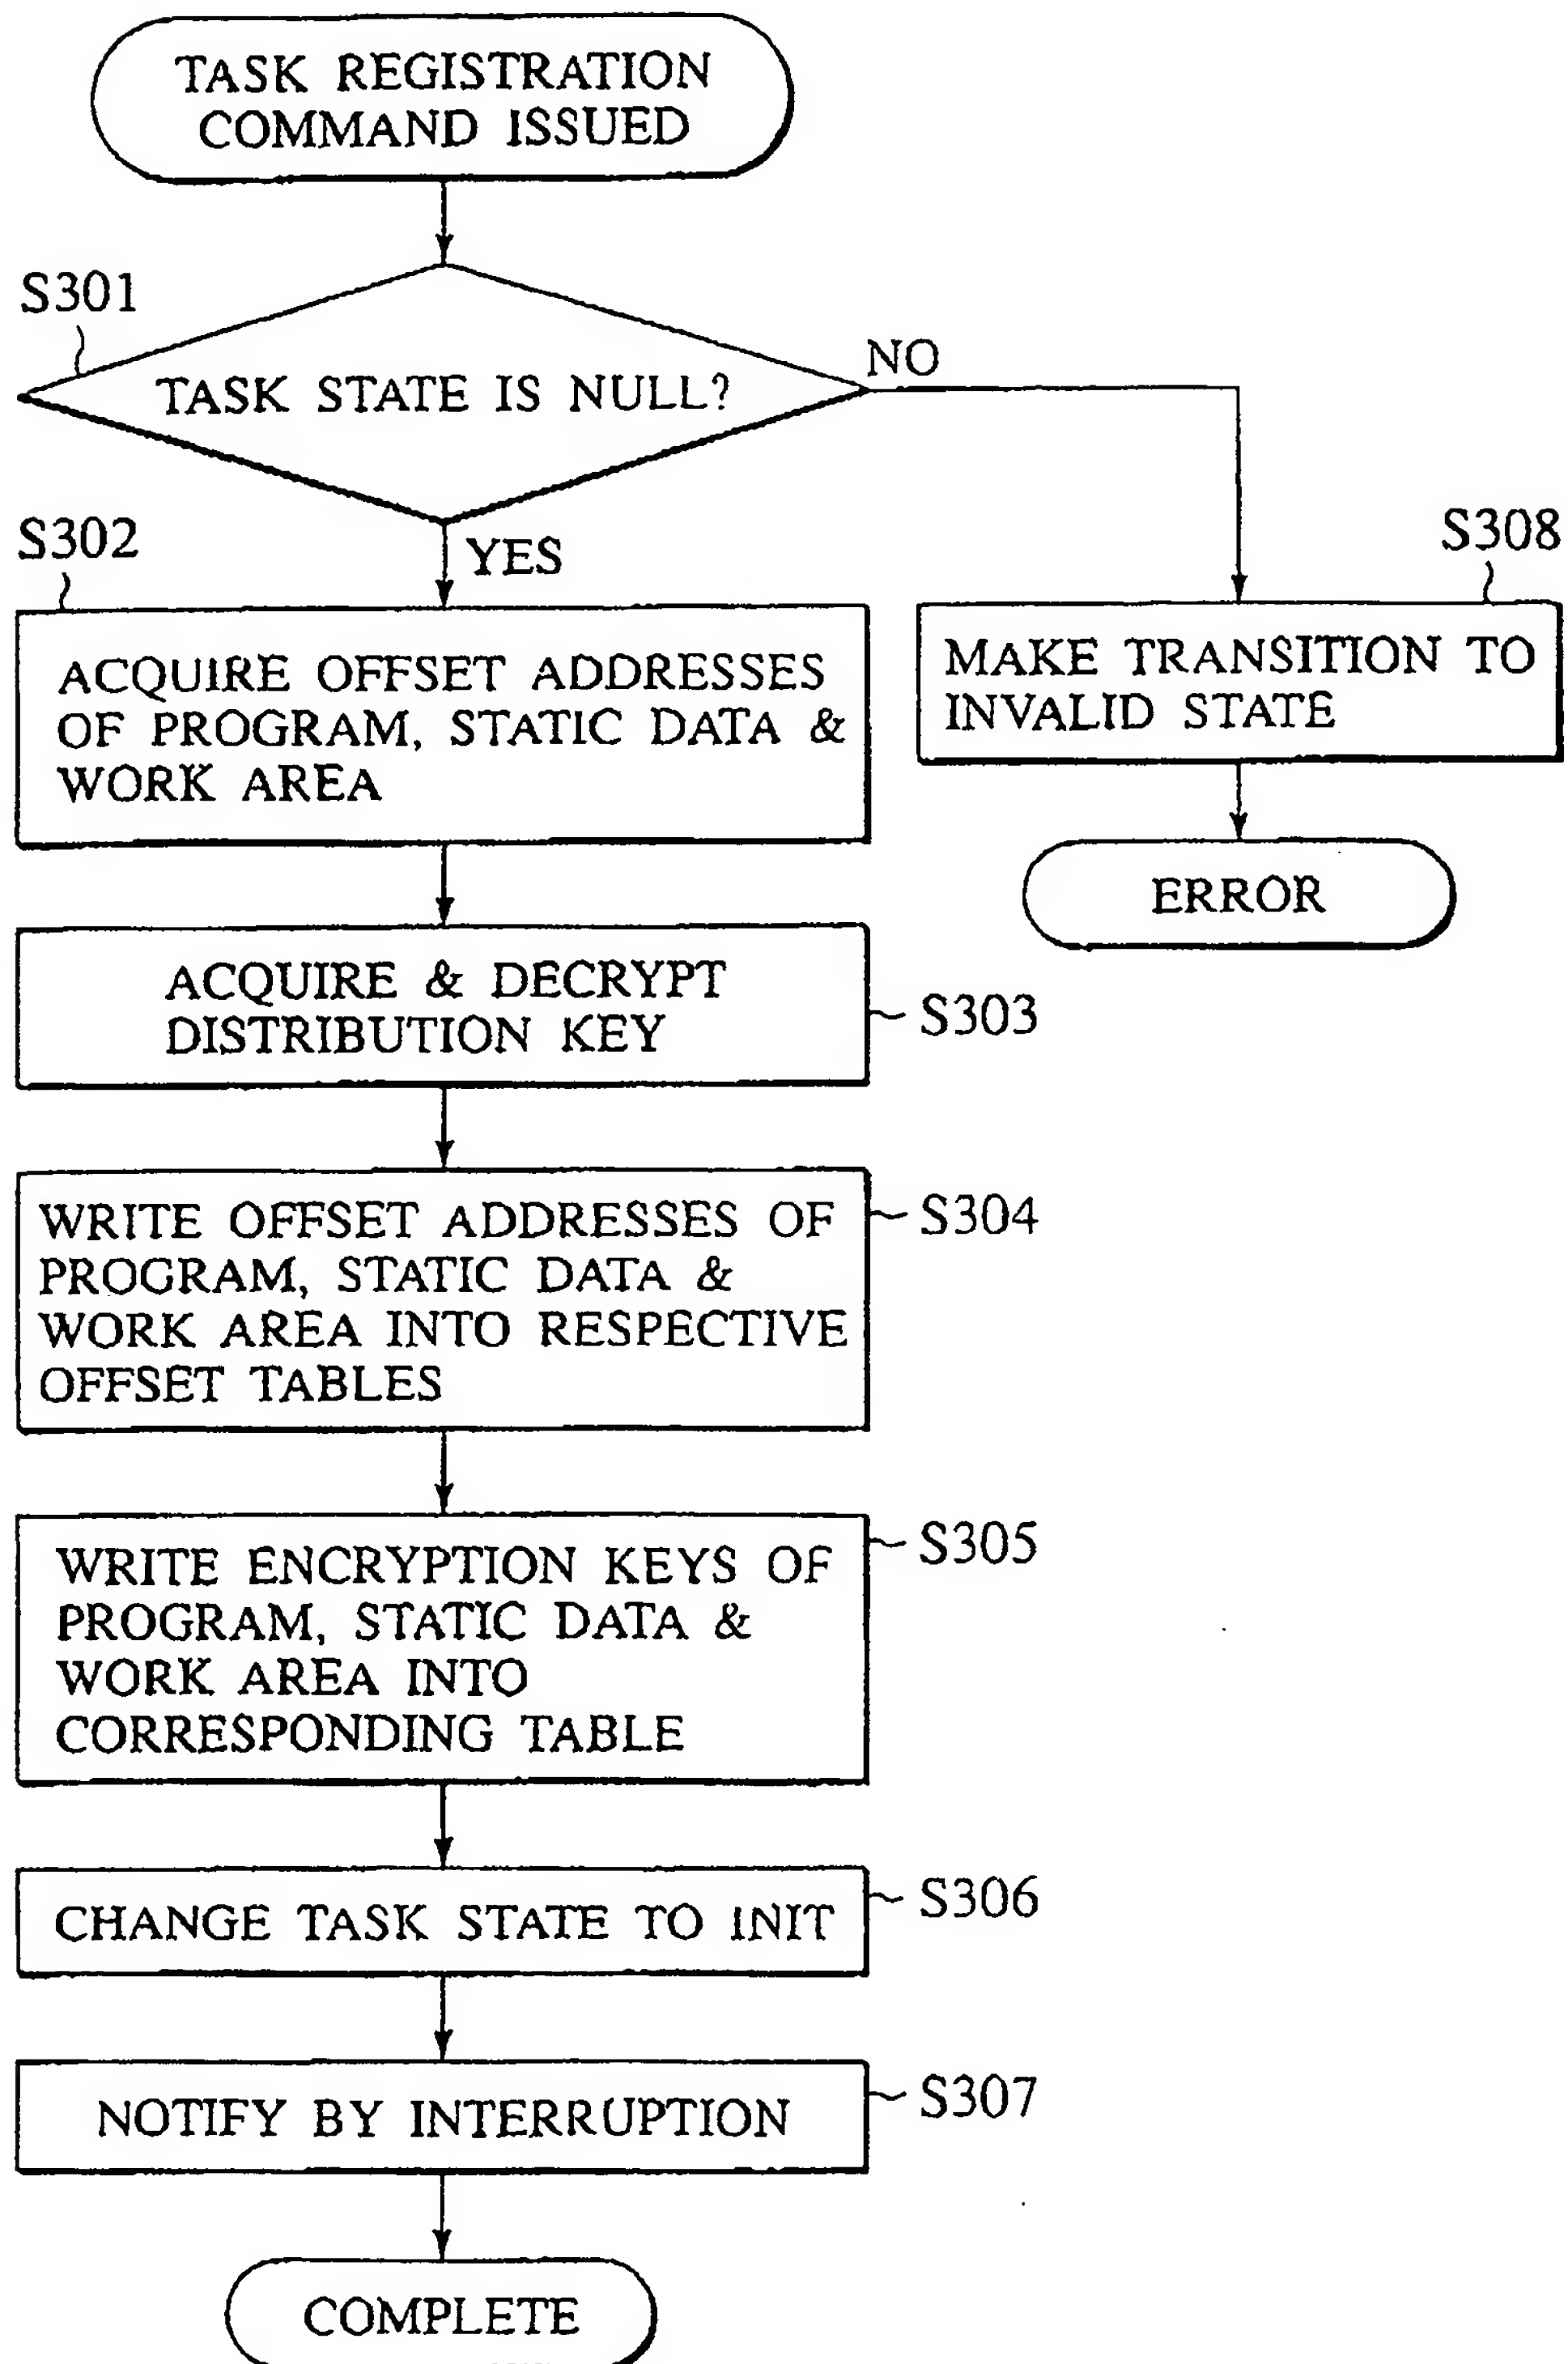 TASK REGISTRATION
COMMAND ISSUED
S301
TASK STATE IS NULL?
NO
YES
S302
ACQUIRE OFFSET ADDRESSES
OF PROGRAM, STATIC DATA &
WORK AREA
S308
MAKE TRANSITION TO
INVALID STATE
ERROR
ACQUIRE & DECRYPT
DISTRIBUTION KEY
S303
WRITE OFFSET ADDRESSES OF
PROGRAM, STATIC DATA &
WORK AREA INTO RESPECTIVE
OFFSET TABLES
S304
WRITE ENCRYPTION KEYS OF
PROGRAM, STATIC DATA &
WORK AREA INTO
CORRESPONDING TABLE
S305
CHANGE TASK STATE TO INIT
S306
NOTIFY BY INTERRUPTION
S307
COMPLETE